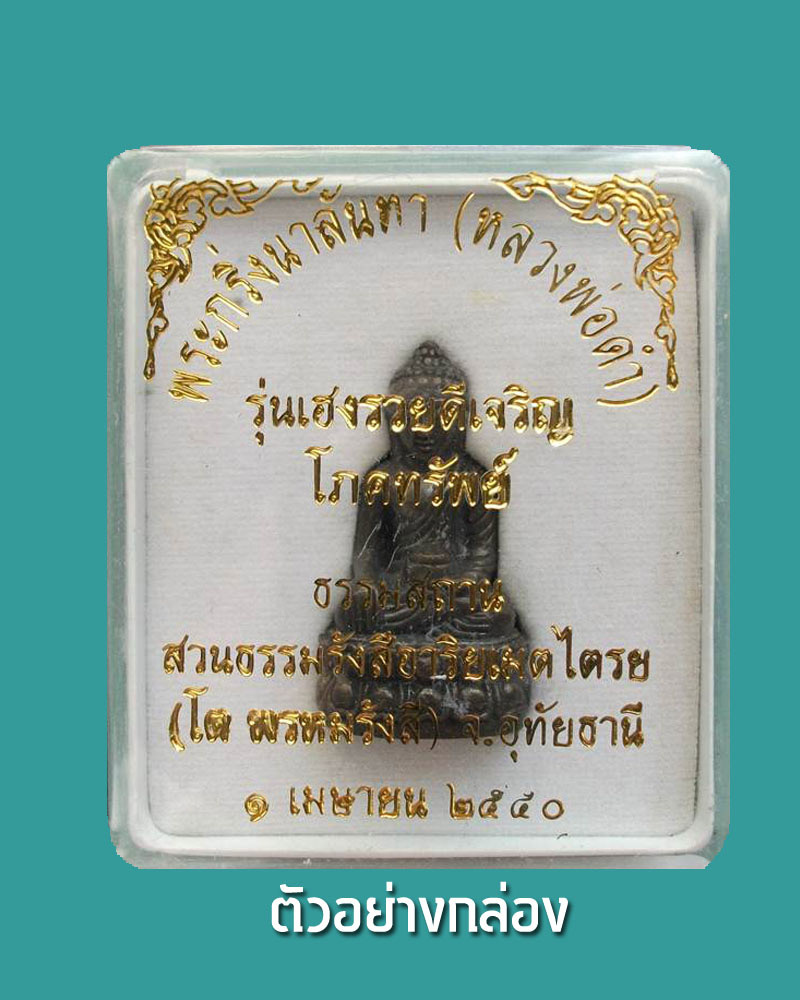 พระกริ่งนาลันทา (หลวงพ่อดำ)
รุ่นเฮงรวยดีเจริญ
โภคทรัพย์
ธรรมสถาน
สวนธรรมรังสีอาริยเมตไตรย
(โต พรหมรังสี) จ.อุทัยธานี
๑ เมษายน ๒๕๕๐
ตัวอย่างกล่อง